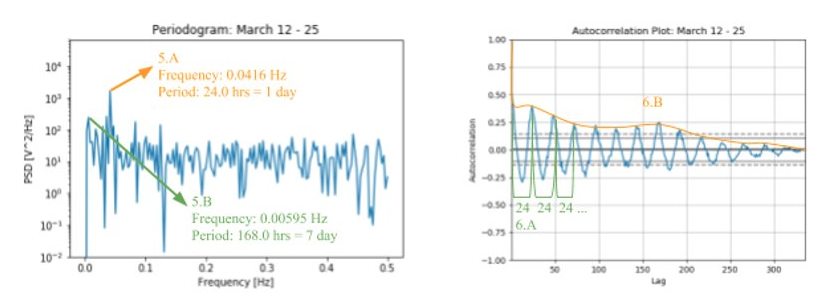 Periodogram: March 12 - 25
10⁴
10³
10²
10¹
10⁰
10⁻¹
10⁻²
PSD [V^2/Hz]
5.A
Frequency: 0.0416 Hz
Period: 24.0 hrs = 1 day
5.B
Frequency: 0.00595 Hz
Period: 168.0 hrs = 7 day
0.0 0.1 0.2 0.3 0.4 0.5
Frequency [Hz]
Autocorrelation Plot: March 12 - 25
1.00
0.75
0.50
0.25
0.00
−0.25
−0.50
−0.75
−1.00
Autocorrelation
6.B
24 24 24 ...
6.A
50 100 150 200 250 300
Lag